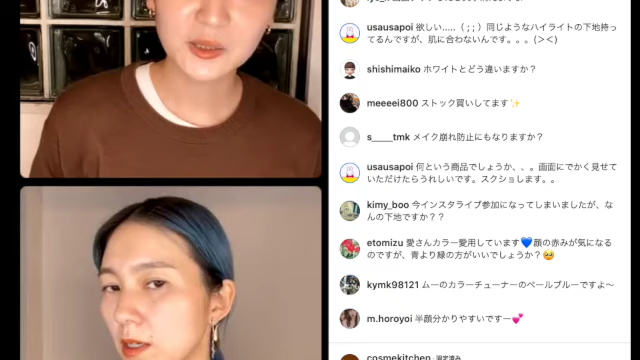 usausapoi 欲しい.....（ ; ; ）同じようなハイライトの下地持っ
てるんですが、肌に合わないんです。。。(＞<)
shishimaiko ホワイトとどう違いますか？
meeeei800 ストック買いしてます✨
s_____tmk メイク崩れ防止にもなりますか？
usausapoi 何という商品でしょうか、、。画面にでかく見せて
いただけたらうれしいです。スクショします。。
kimy_boo 今インスタライブ参加になってしまいましたが、な
んの下地ですか？？
etomizu 愛さんカラー愛用しています💙顔の赤みが気になる
のですが、青より緑の方がいいでしょうか？🥺
kymk98121 ムーのカラーチューナーのペールブルーですよ〜
m.horoyoi 半顔分かりやすいですー💕
cosmekitchen 固定済み